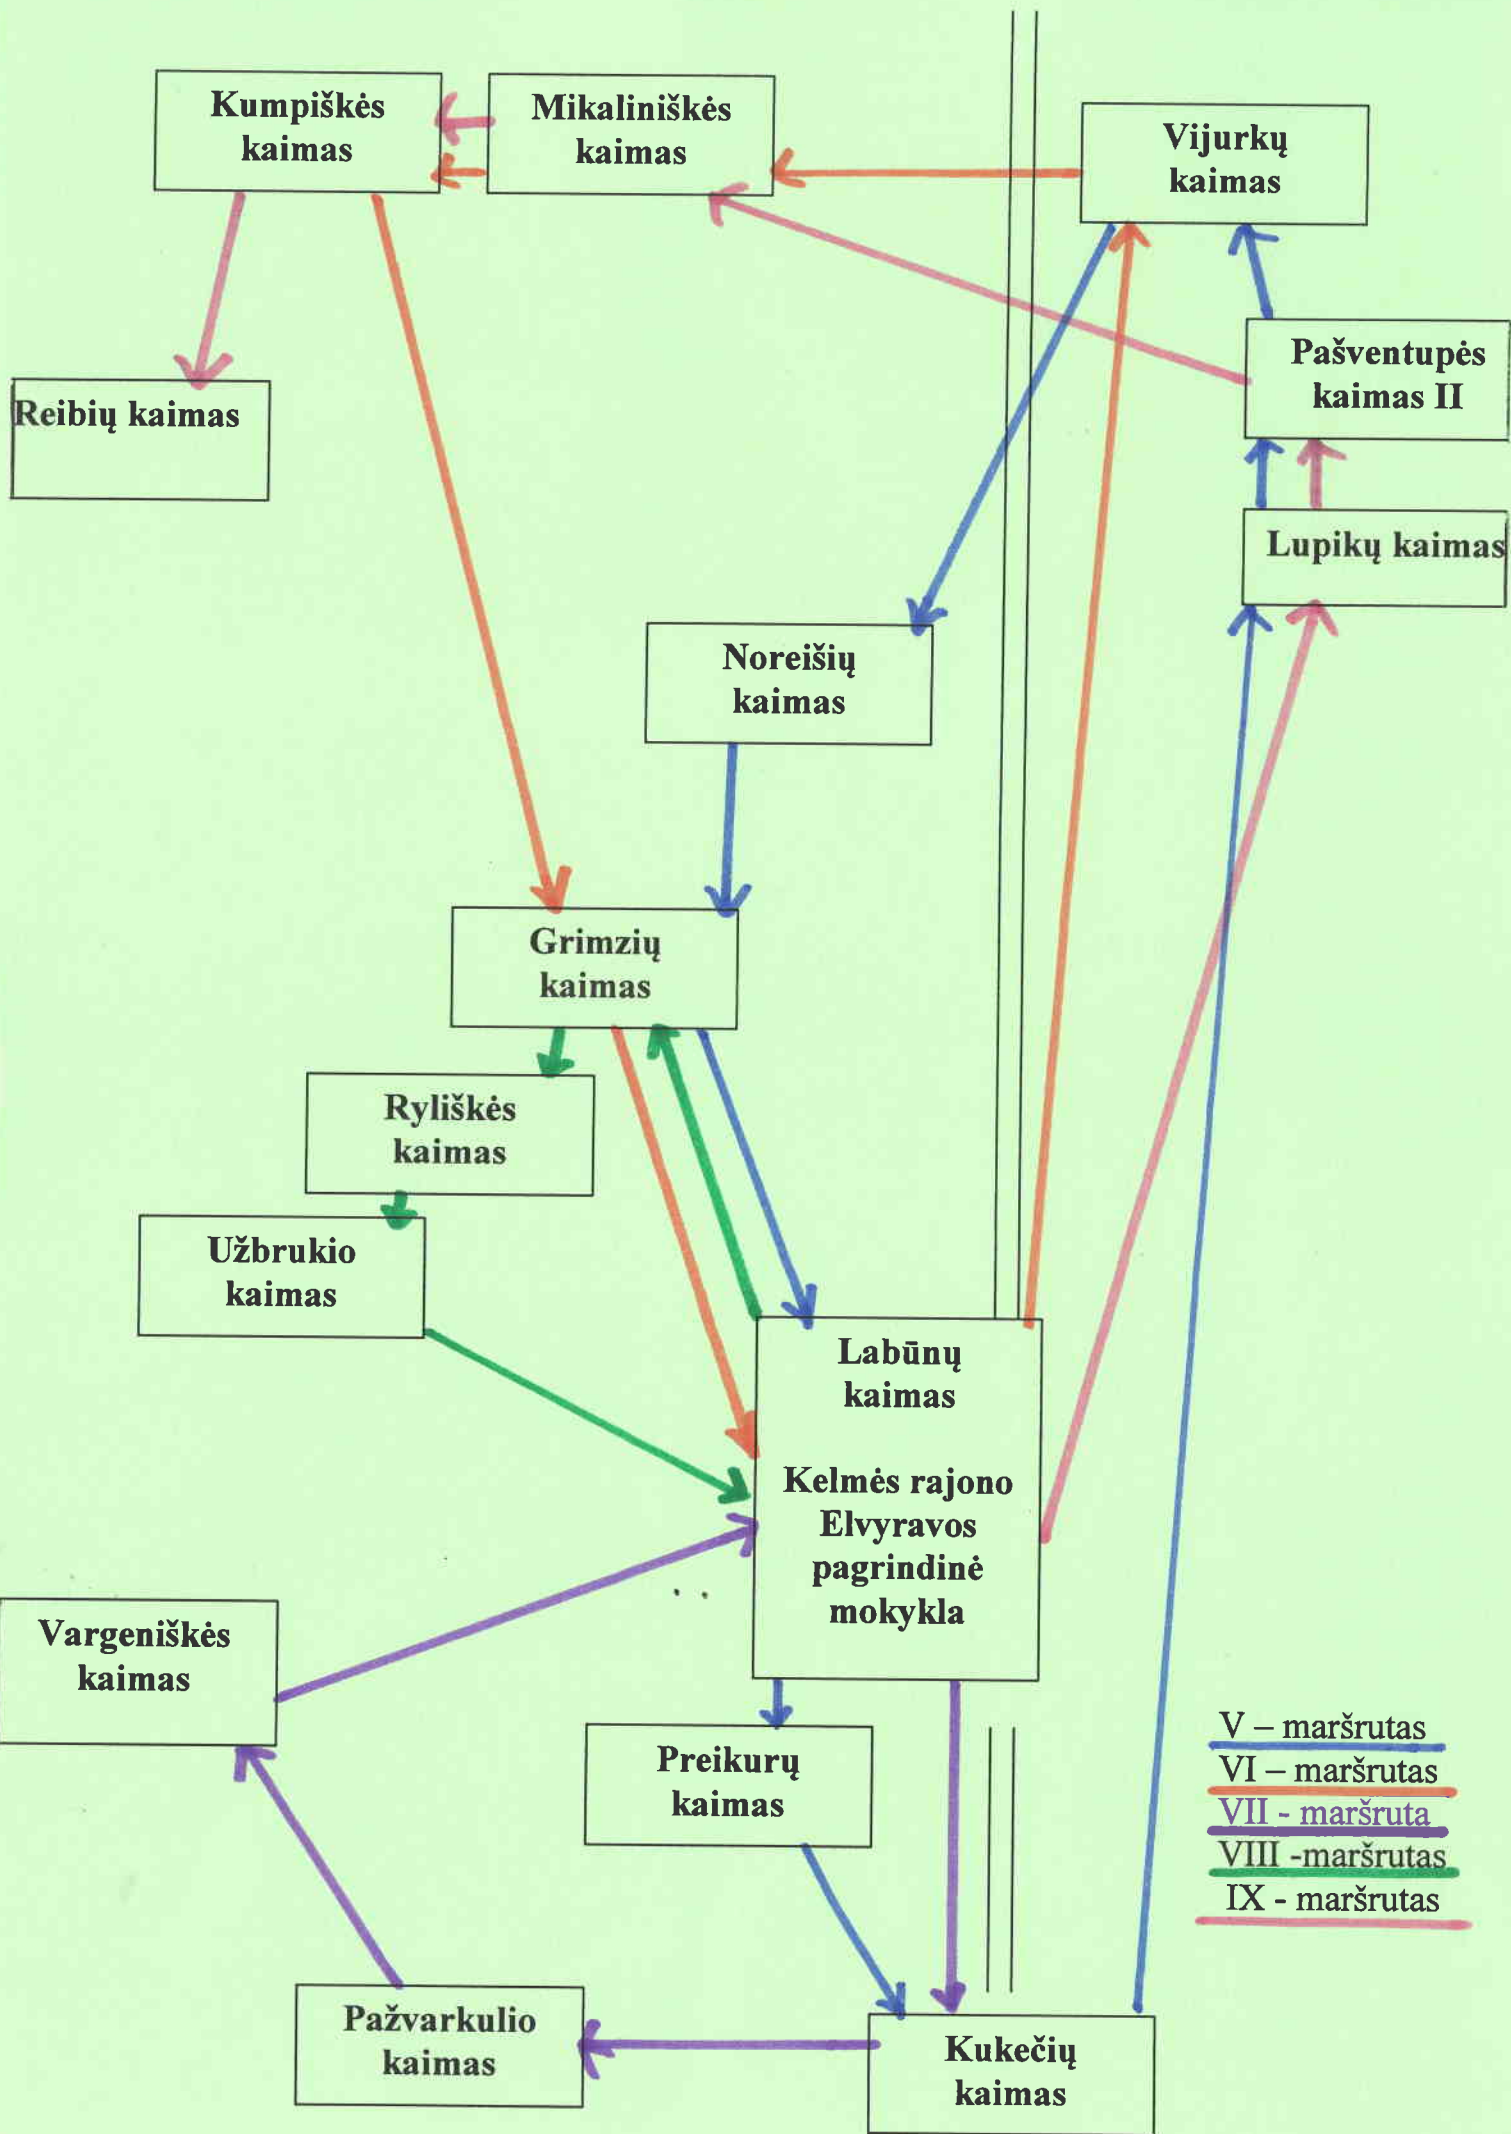 Kumpiškės
kaimas
Mikaliniškės
kaimas
Vijurkų
kaimas
Pašventupės
kaimas II
Reibių kaimas
Lupikų kaimas
Noreišių
kaimas
Grimzių
kaimas
Ryliškės
kaimas
Užbrukio
kaimas
Labūnų
kaimas
Kelmės rajono
Elvyravos
pagrindinė
mokykla
Vargeniškės
kaimas
Preikurų
kaimas
V – maršrutas
VI – maršrutas
VII - maršruta
VIII -maršrutas
IX - maršrutas
Pažvarkulio
kaimas
Kukečių
kaimas